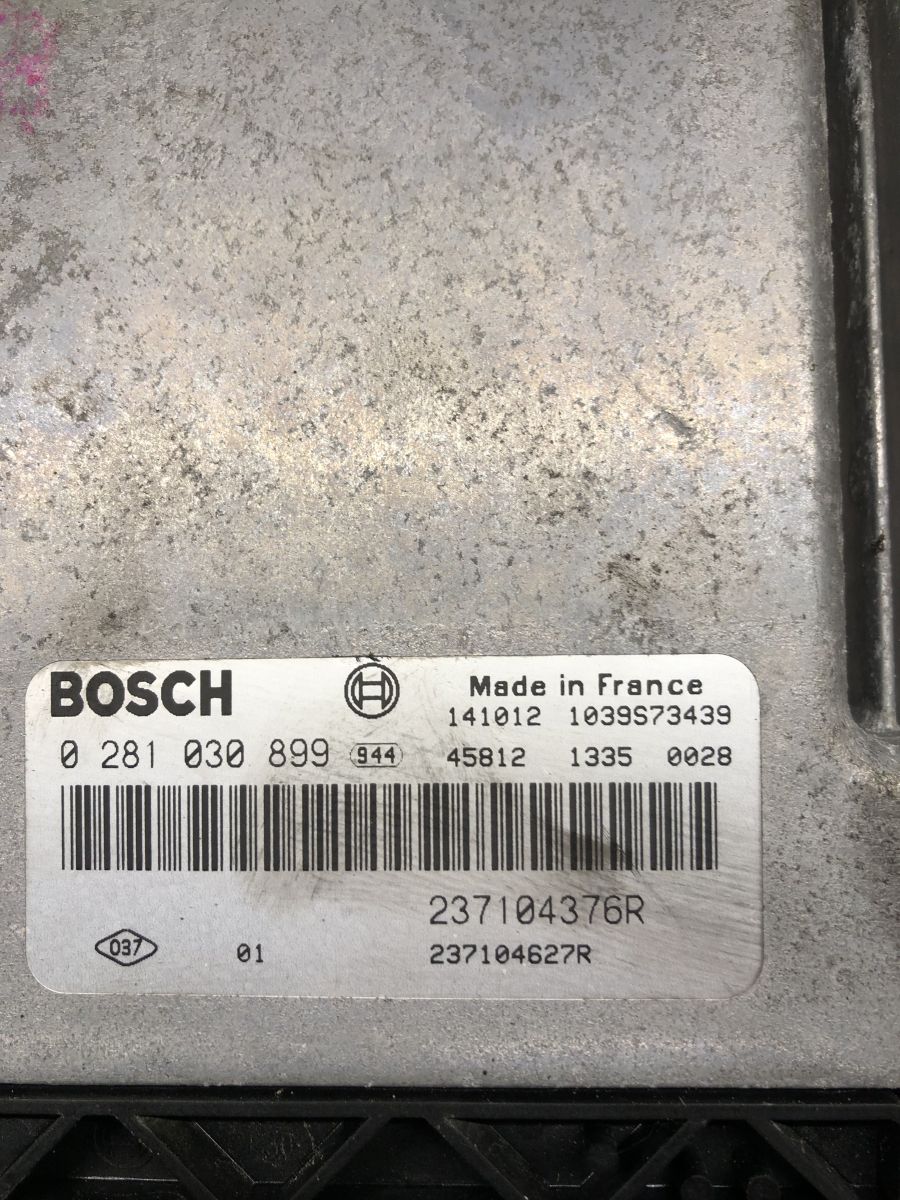 BOSCH
Made in France
141012 1039S73439
0 281 030 899 944 45812 1335 0028
237104376R
037 01 237104627R